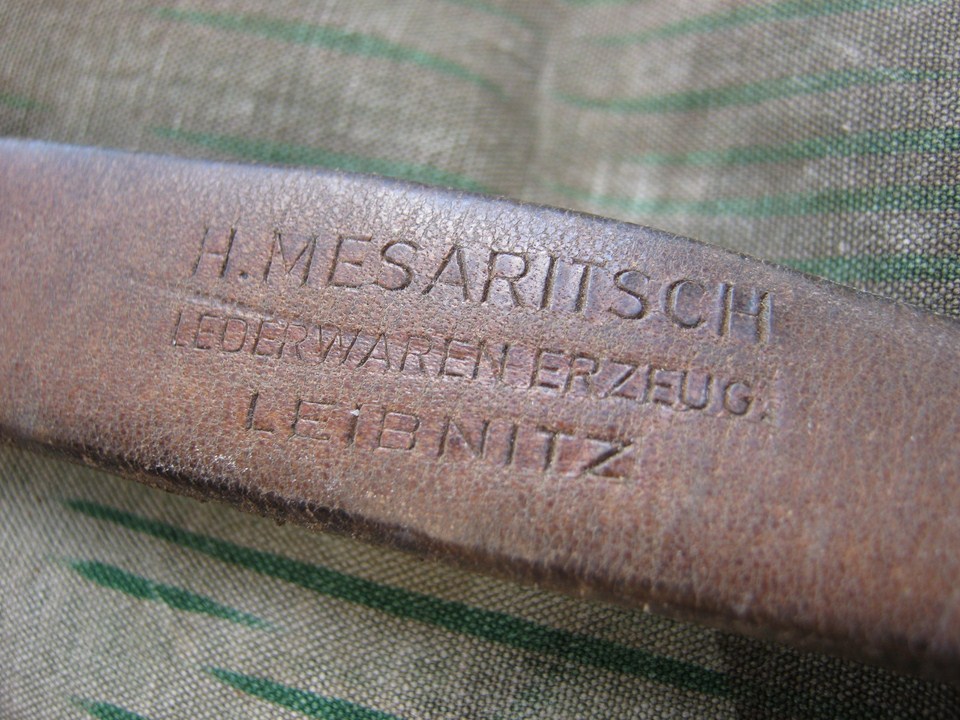 H. MESARITSCH
LEDERWAREN ERZEUG.
LEIBNITZ